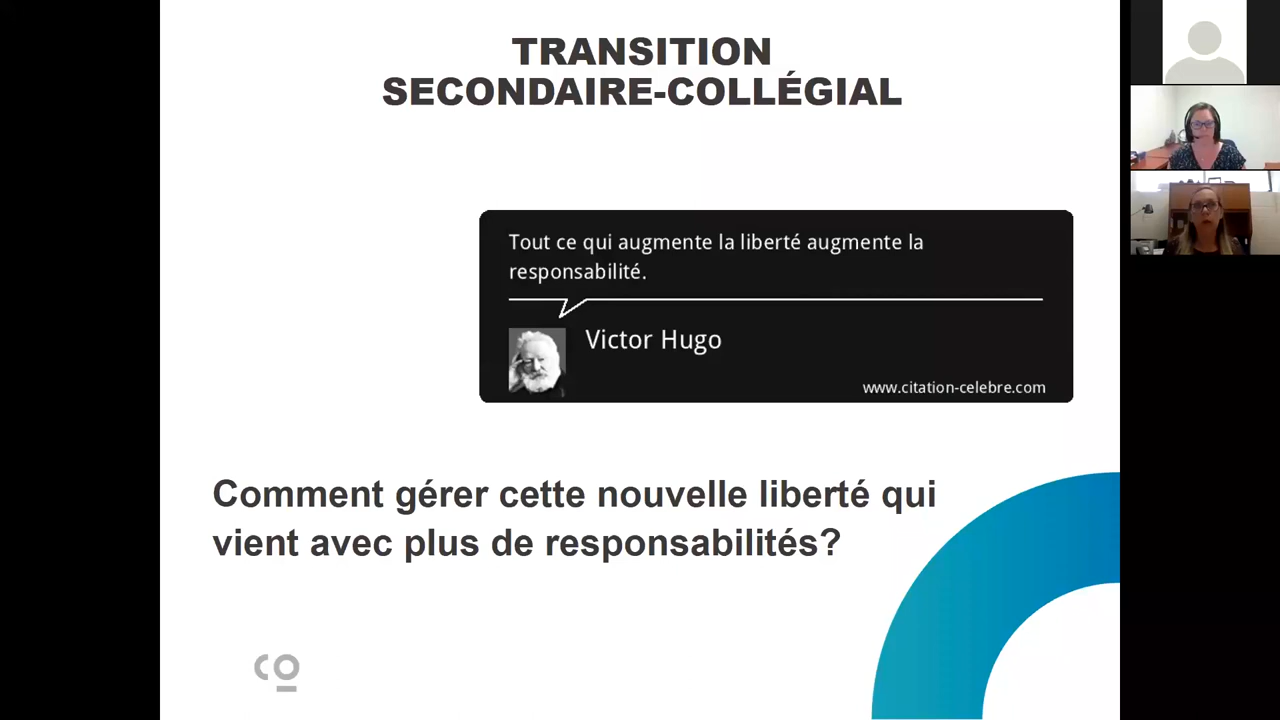 TRANSITION
SECONDAIRE-COLLÉGIAL
Tout ce qui augmente la liberté augmente la
responsabilité.
Victor Hugo
www.citation-celebre.com
Comment gérer cette nouvelle liberté qui
vient avec plus de responsabilités?
co